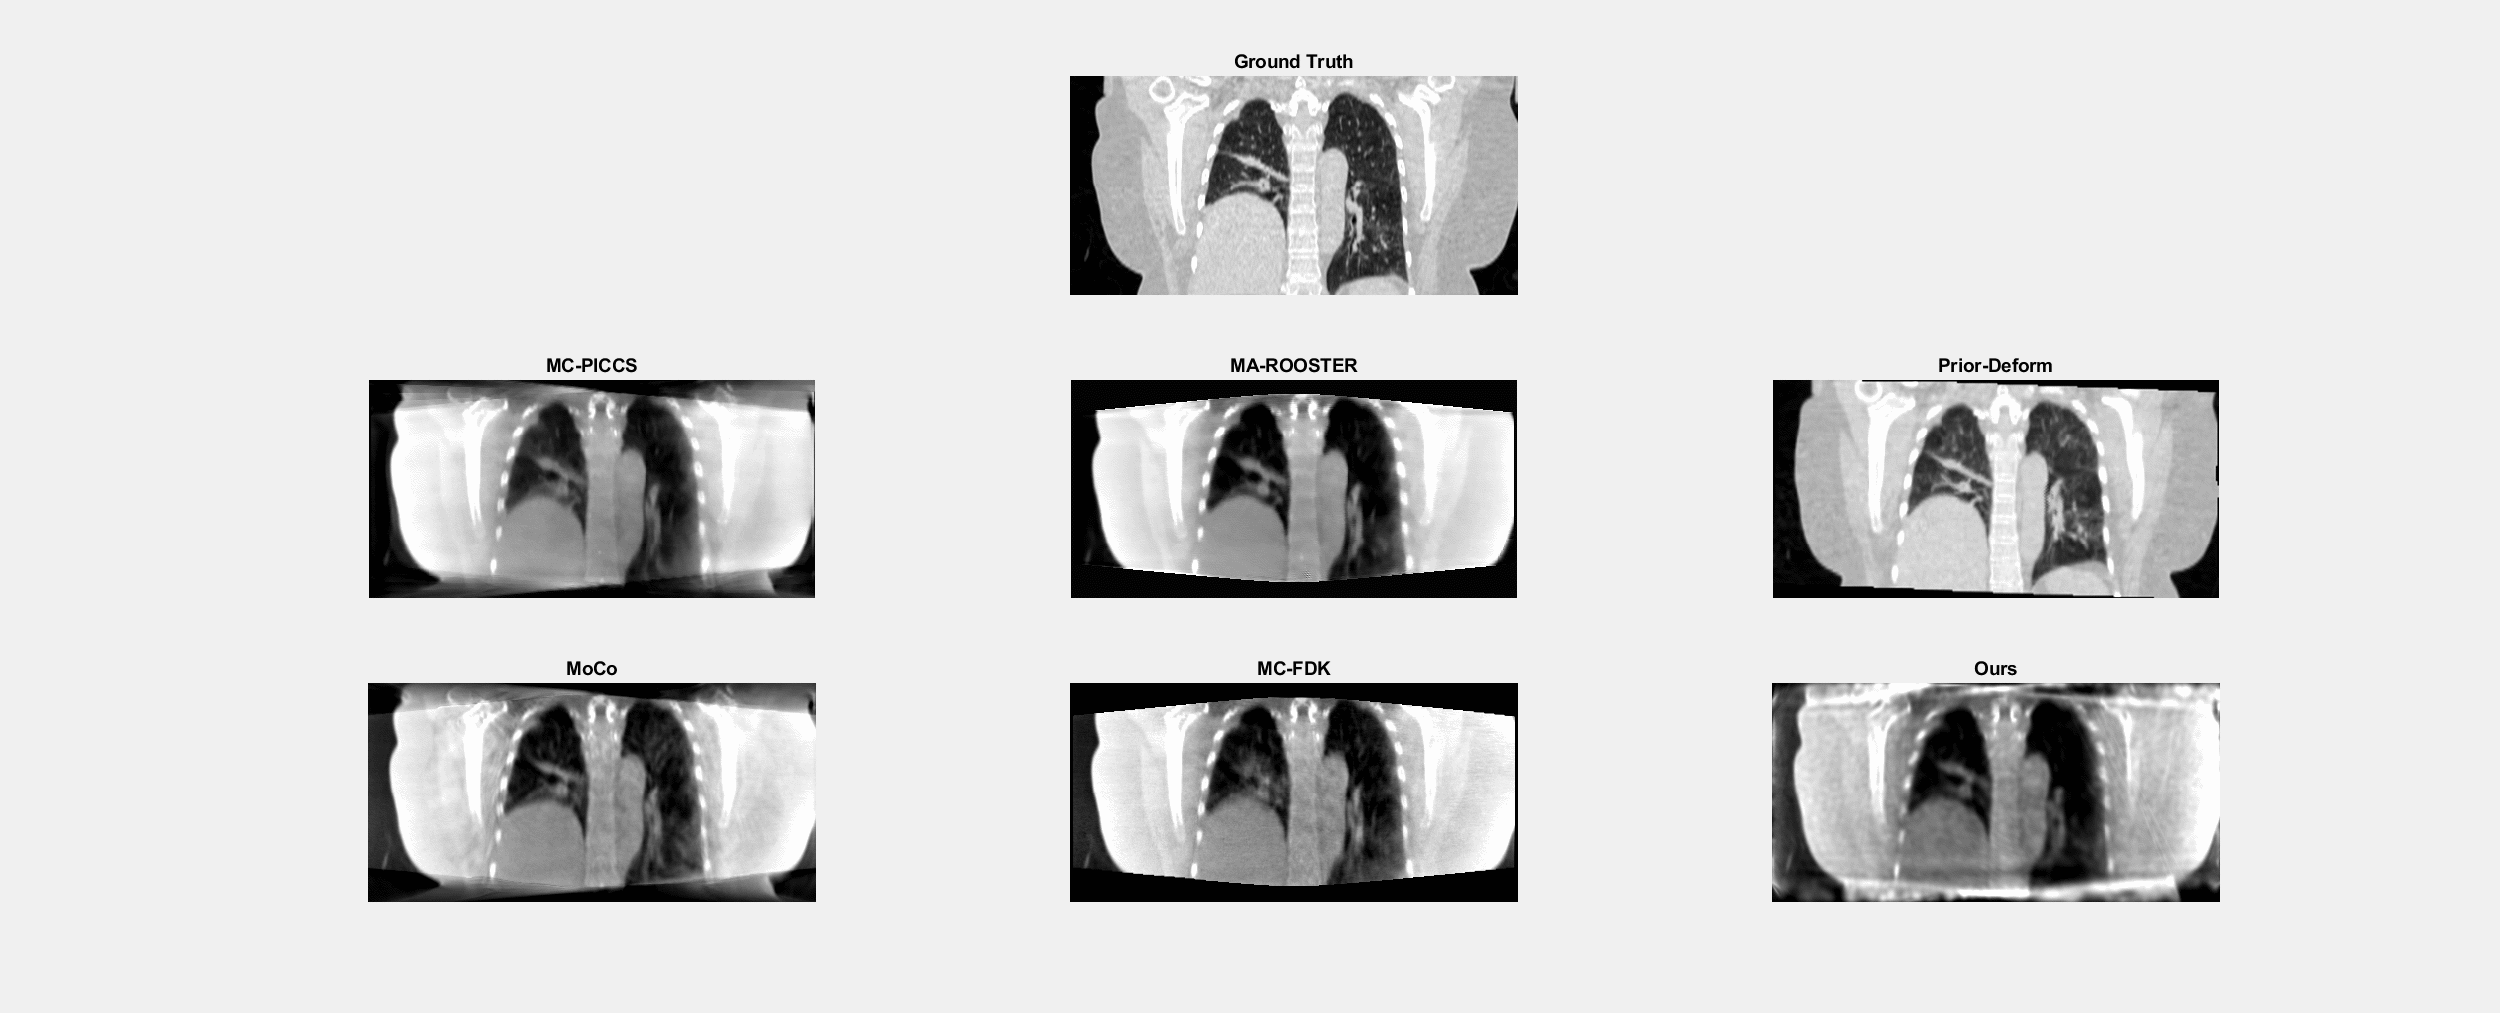 Ground Truth
MC-PICCS
MA-ROOSTER
Prior-Deform
MoCo
MC-FDK
Ours